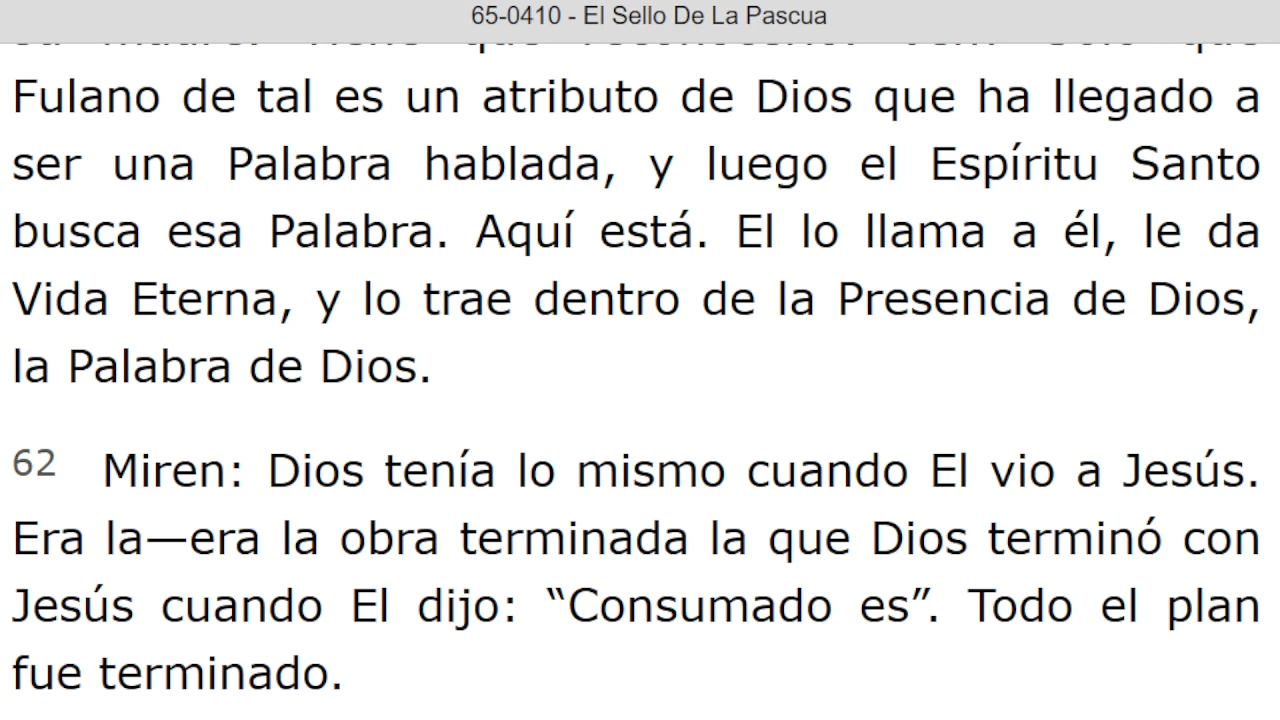 65-0410 - El Sello De La Pascua
Fulano de tal es un atributo de Dios que ha llegado a
ser una Palabra hablada, y luego el Espíritu Santo
busca esa Palabra. Aquí está. El lo llama a él, le da
Vida Eterna, y lo trae dentro de la Presencia de Dios,
la Palabra de Dios.
62 Miren: Dios tenía lo mismo cuando El vio a Jesús.
Era la—era la obra terminada la que Dios terminó con
Jesús cuando El dijo: “Consumado es”. Todo el plan
fue terminado.